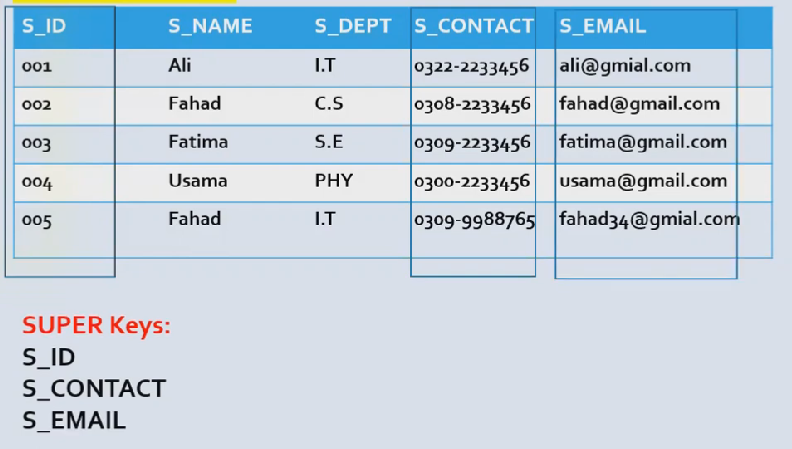 S_ID S_NAME S_DEPT S_CONTACT S_EMAIL
001 Ali I.T 0322-2233456 ali@gmial.com
002 Fahad C.S 0308-2233456 fahad@gmail.com
003 Fatima S.E 0309-2233456 fatima@gmail.com
004 Usama PHY 0300-2233456 usama@gmail.com
005 Fahad I.T 0309-9988765 fahad34@gmial.com
SUPER Keys:
S_ID
S_CONTACT
S_EMAIL